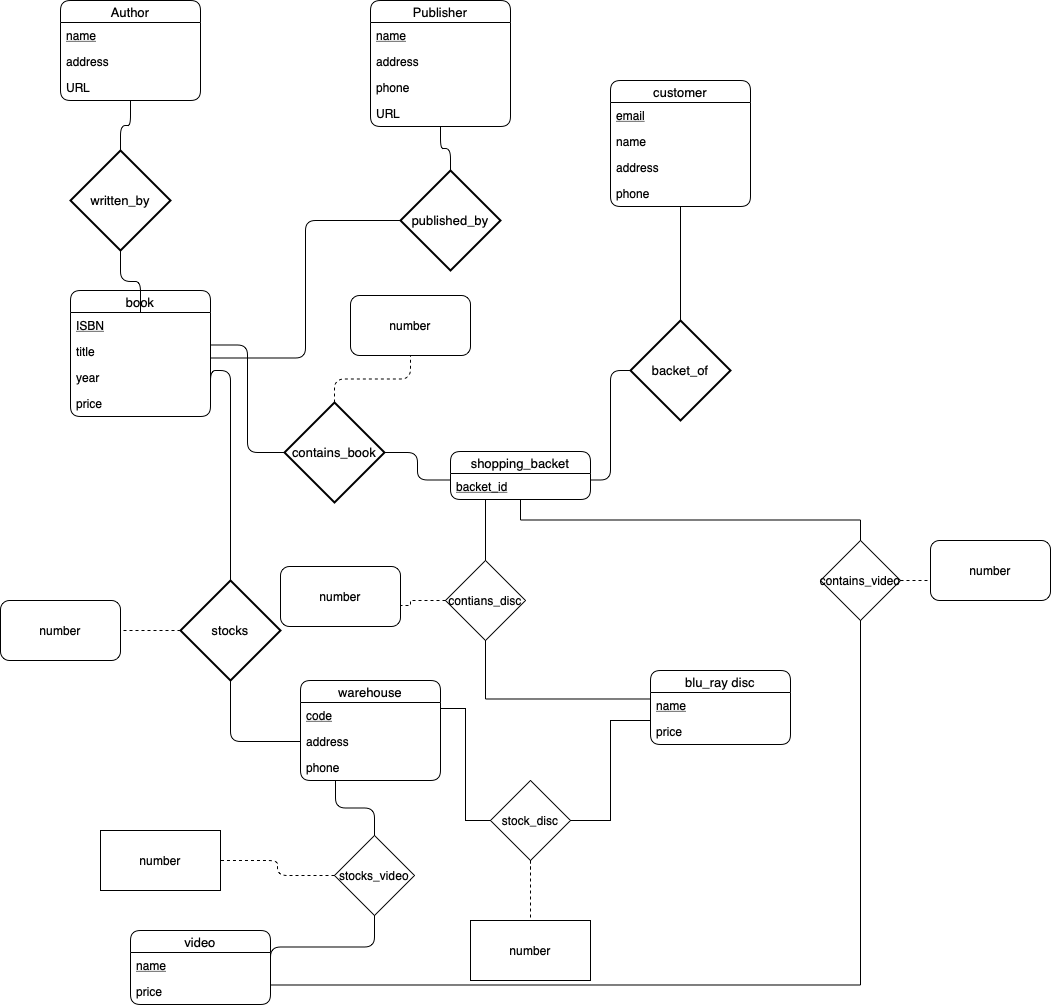 Author
name
address
URL
Publisher
name
address
phone
URL
customer
email
name
address
phone
written_by
published_by
book
ISBN
title
year
price
number
backet_of
contains_book
shopping_backet
backet_id
number
contians_disc
contains_video
number
number
stocks
warehouse
code
address
phone
blu_ray disc
name
price
stock_disc
number
stocks_video
number
video
name
price